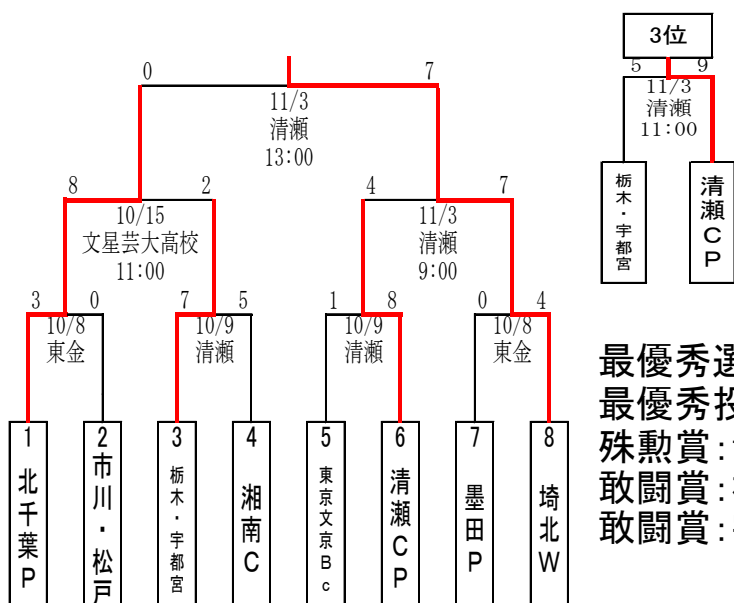 0 7
11/3
清瀬
13:00
8 2 4 7
10/15
文星芸大高校
11:00
11/3
清瀬
9:00
3 0 7 5 1 8 0 4
10/8
東金
10/9
清瀬
10/9
清瀬
10/8
東金
1 北千葉P
2 市川・松戸
3 栃木・宇都宮
4 湘南C
5 東京文京Bc
6 清瀬CP
7 墨田P
8 埼北W
3位
5 9
11/3
清瀬
11:00
栃木・宇都宮
清瀬CP
最優秀選
最優秀投
殊勲賞:
敢闘賞:
敢闘賞: